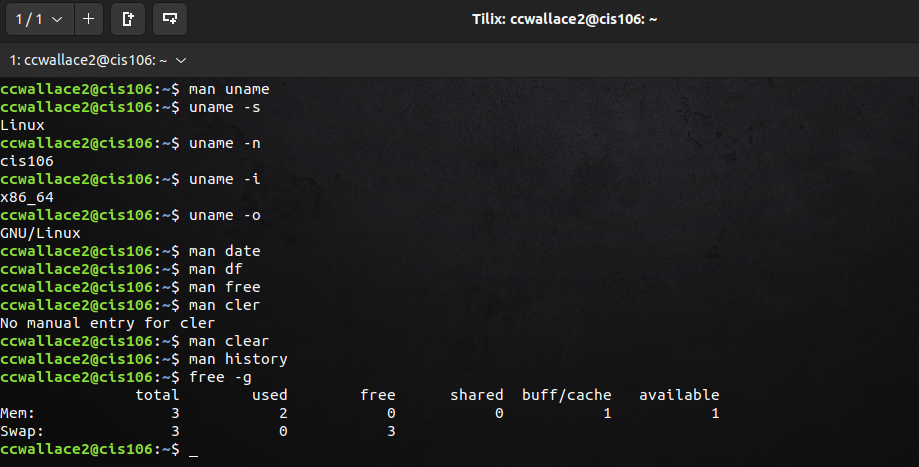 1 / 1
Tilix: ccwallace2@cis106: ~
1: ccwallace2@cis106: ~
ccwallace2@cis106:~$ man uname
ccwallace2@cis106:~$ uname -s
Linux
ccwallace2@cis106:~$ uname -n
cis106
ccwallace2@cis106:~$ uname -i
x86_64
ccwallace2@cis106:~$ uname -o
GNU/Linux
ccwallace2@cis106:~$ man date
ccwallace2@cis106:~$ man df
ccwallace2@cis106:~$ man free
ccwallace2@cis106:~$ man cler
No manual entry for cler
ccwallace2@cis106:~$ man clear
ccwallace2@cis106:~$ man history
ccwallace2@cis106:~$ free -g
               total        used        free      shared  buff/cache   available
Mem:               3           2           0           0           1           1
Swap:              3           0           3
ccwallace2@cis106:~$ _